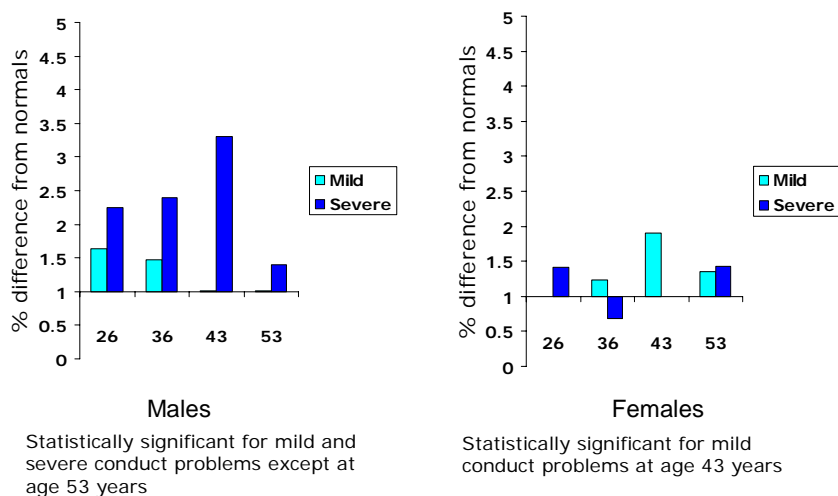 % difference from normals
5
4.5
4
3.5
3
2.5
2
1.5
1
0.5
0
26 36 43 53
Mild
Severe
Males
Statistically significant for mild and
severe conduct problems except at
age 53 years
% difference from normals
5
4.5
4
3.5
3
2.5
2
1.5
1
0.5
0
26 36 43 53
Mild
Severe
Females
Statistically significant for mild
conduct problems at age 43 years